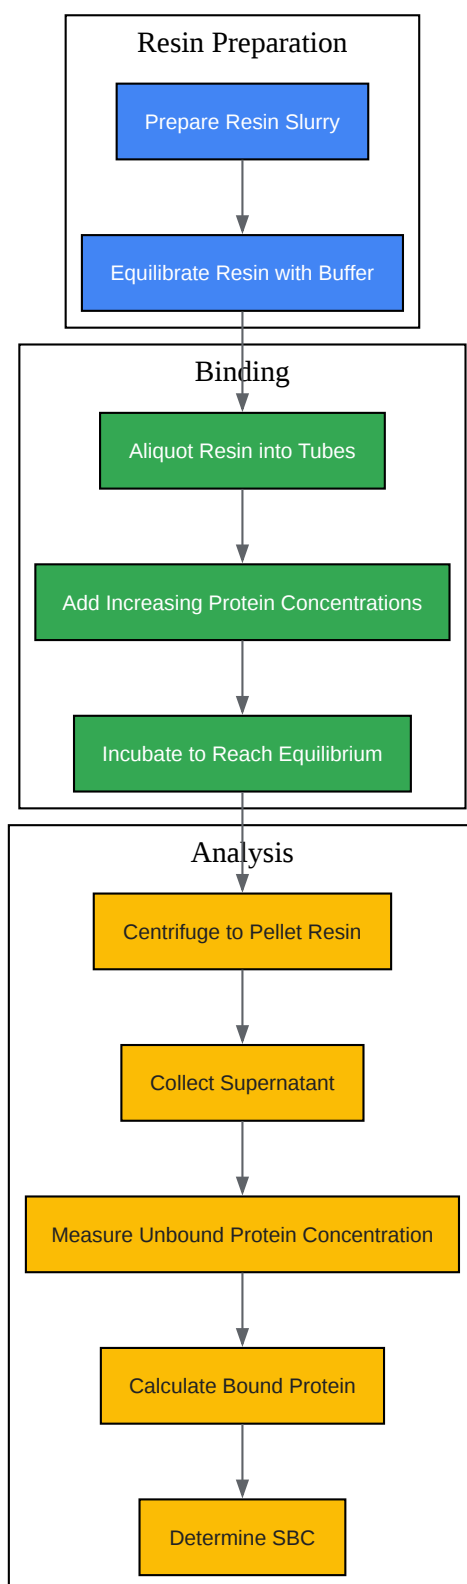 Resin Preparation
Prepare Resin Slurry
Equilibrate Resin with Buffer
Binding
Aliquot Resin into Tubes
Add Increasing Protein Concentrations
Incubate to Reach Equilibrium
Analysis
Centrifuge to Pellet Resin
Collect Supernatant
Measure Unbound Protein Concentration
Calculate Bound Protein
Determine SBC